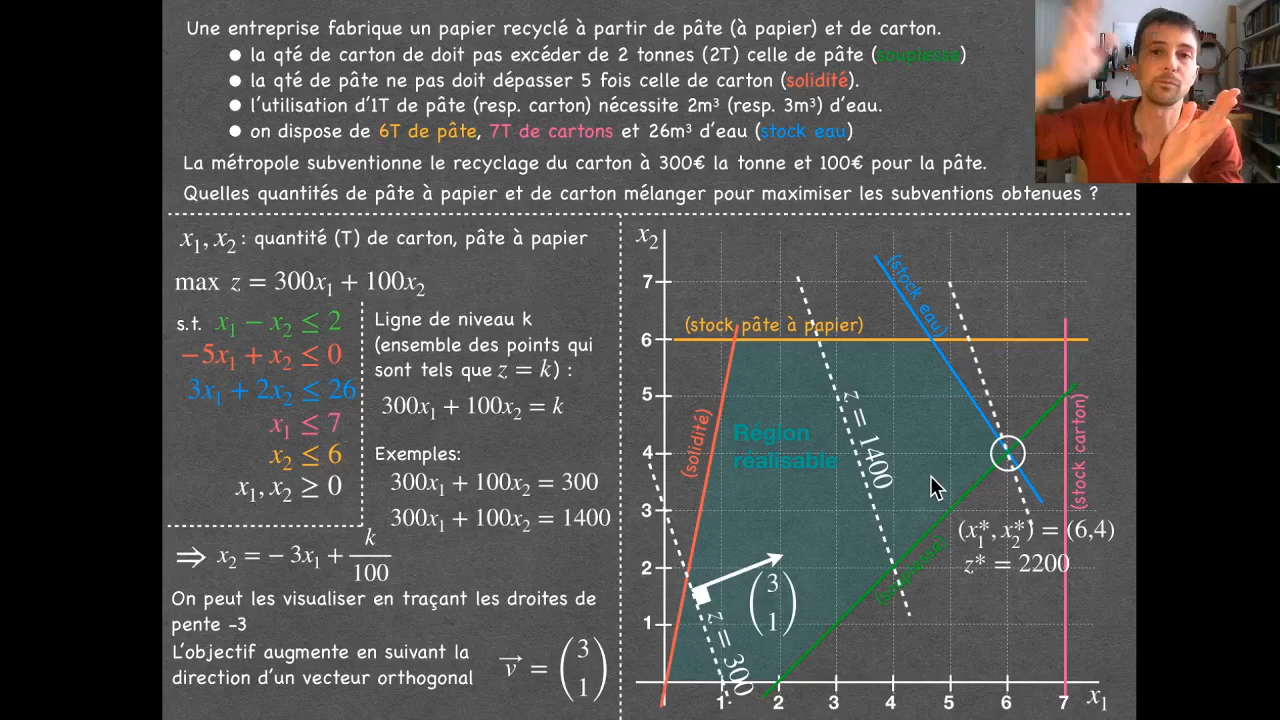 Une entreprise fabrique un papier recyclé à partir de pâte (à papier) et de carton.
● la qté de carton de doit pas excéder de 2 tonnes (2T) celle de pâte (souplesse)
● la qté de pâte ne pas doit dépasser 5 fois celle de carton (solidité).
● l'utilisation d'1T de pâte (resp. carton) nécessite 2m³ (resp. 3m³) d'eau.
● on dispose de 6T de pâte, 7T de cartons et 26m³ d'eau (stock eau)
La métropole subventionne le recyclage du carton à 300€ la tonne et 100€ pour la pâte.
Quelles quantités de pâte à papier et de carton mélanger pour maximiser les subventions obtenues ?
x₁, x₂ : quantité (T) de carton, pâte à papier
max z = 300x₁ + 100x₂
s.t. x₁ − x₂ ≤ 2
−5x₁ + x₂ ≤ 0
3x₁ + 2x₂ ≤ 26
x₁ ≤ 7
x₂ ≤ 6
x₁, x₂ ≥ 0
Ligne de niveau k
(ensemble des points qui
sont tels que z = k) :
300x₁ + 100x₂ = k
Exemples:
300x₁ + 100x₂ = 300
300x₁ + 100x₂ = 1400
⟹ x₂ = − 3x₁ + k/100
On peut les visualiser en traçant les droites de
pente -3
L'objectif augmente en suivant la
direction d'un vecteur orthogonal
v⃗ = (3 1)
x₂
7
6
5
4
3
2
1
1
2
3
4
5
6
7
x₁
(stock pâte à papier)
(stock eau)
(solidité)
Région
réalisable
z = 1400
(stock carton)
(x₁*, x₂*) = (6,4)
z* = 2200
(souplesse)
(3 1)
z = 300